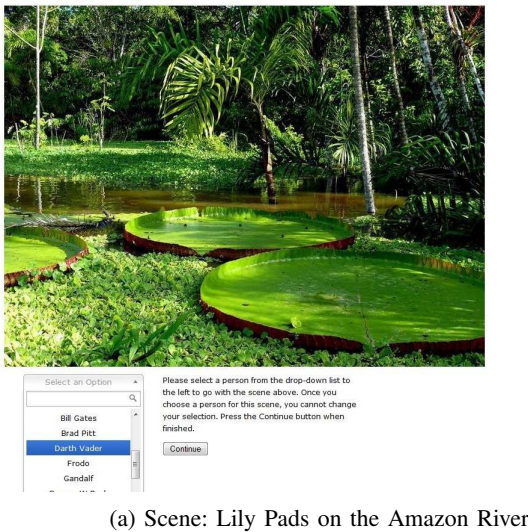 Select an Option
Please select a person from the drop-down list to
the left to go with the scene above. Once you
choose a person for this scene, you cannot change
your selection. Press the Continue button when
finished.
Bill Gates
Brad Pitt
Darth Vader
Frodo
Gandalf
Continue
(a) Scene: Lily Pads on the Amazon River